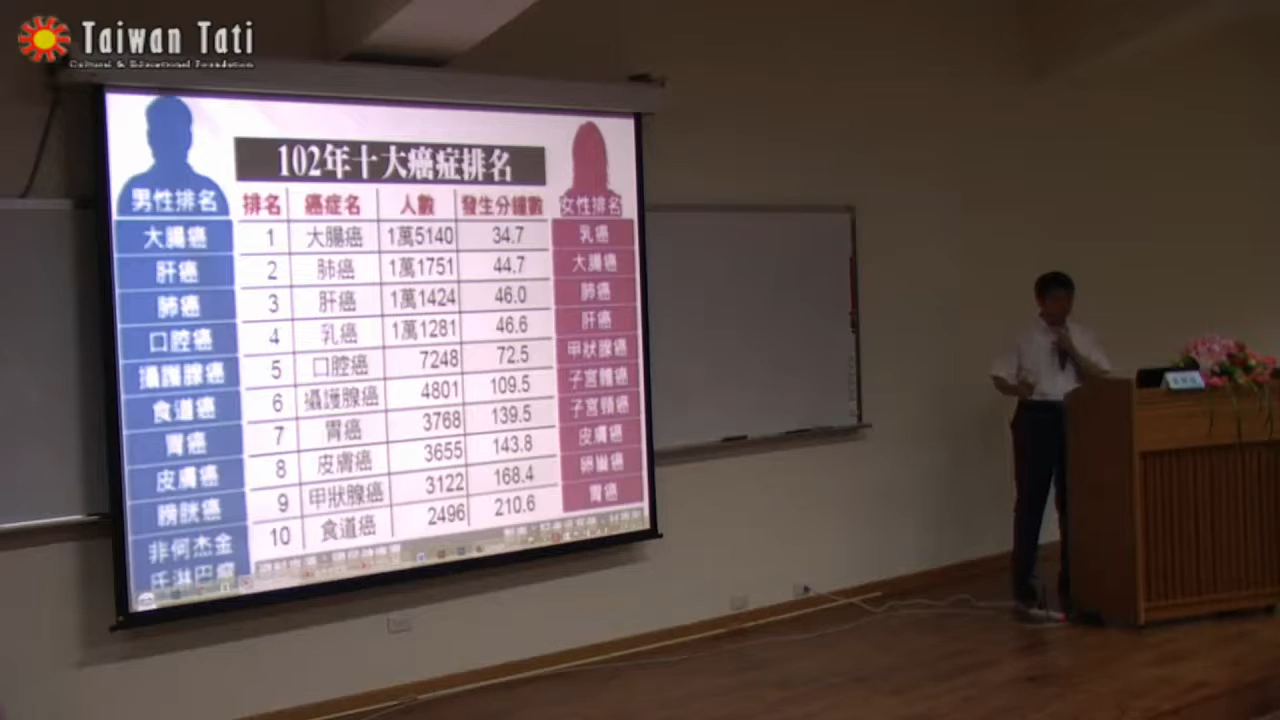 Taiwan Tati
Cultural & Educational Foundation
102年十大癌症排名
男性排名
大腸癌
肝癌
肺癌
口腔癌
攝護腺癌
食道癌
胃癌
皮膚癌
膀胱癌
非何杰金
氏淋巴瘤
排名 癌症名 人數 發生分鐘數
1 大腸癌 1萬5140 34.7
2 肺癌 1萬1751 44.7
3 肝癌 1萬1424 46.0
4 乳癌 1萬1281 46.6
5 口腔癌 7248 72.5
6 攝護腺癌 4801 109.5
7 胃癌 3768 139.5
8 皮膚癌 3655 143.8
9 甲狀腺癌 3122 168.4
10 食道癌 2496 210.6
女性排名
乳癌
大腸癌
肺癌
肝癌
甲狀腺癌
子宮體癌
子宮頸癌
皮膚癌
卵巢癌
胃癌